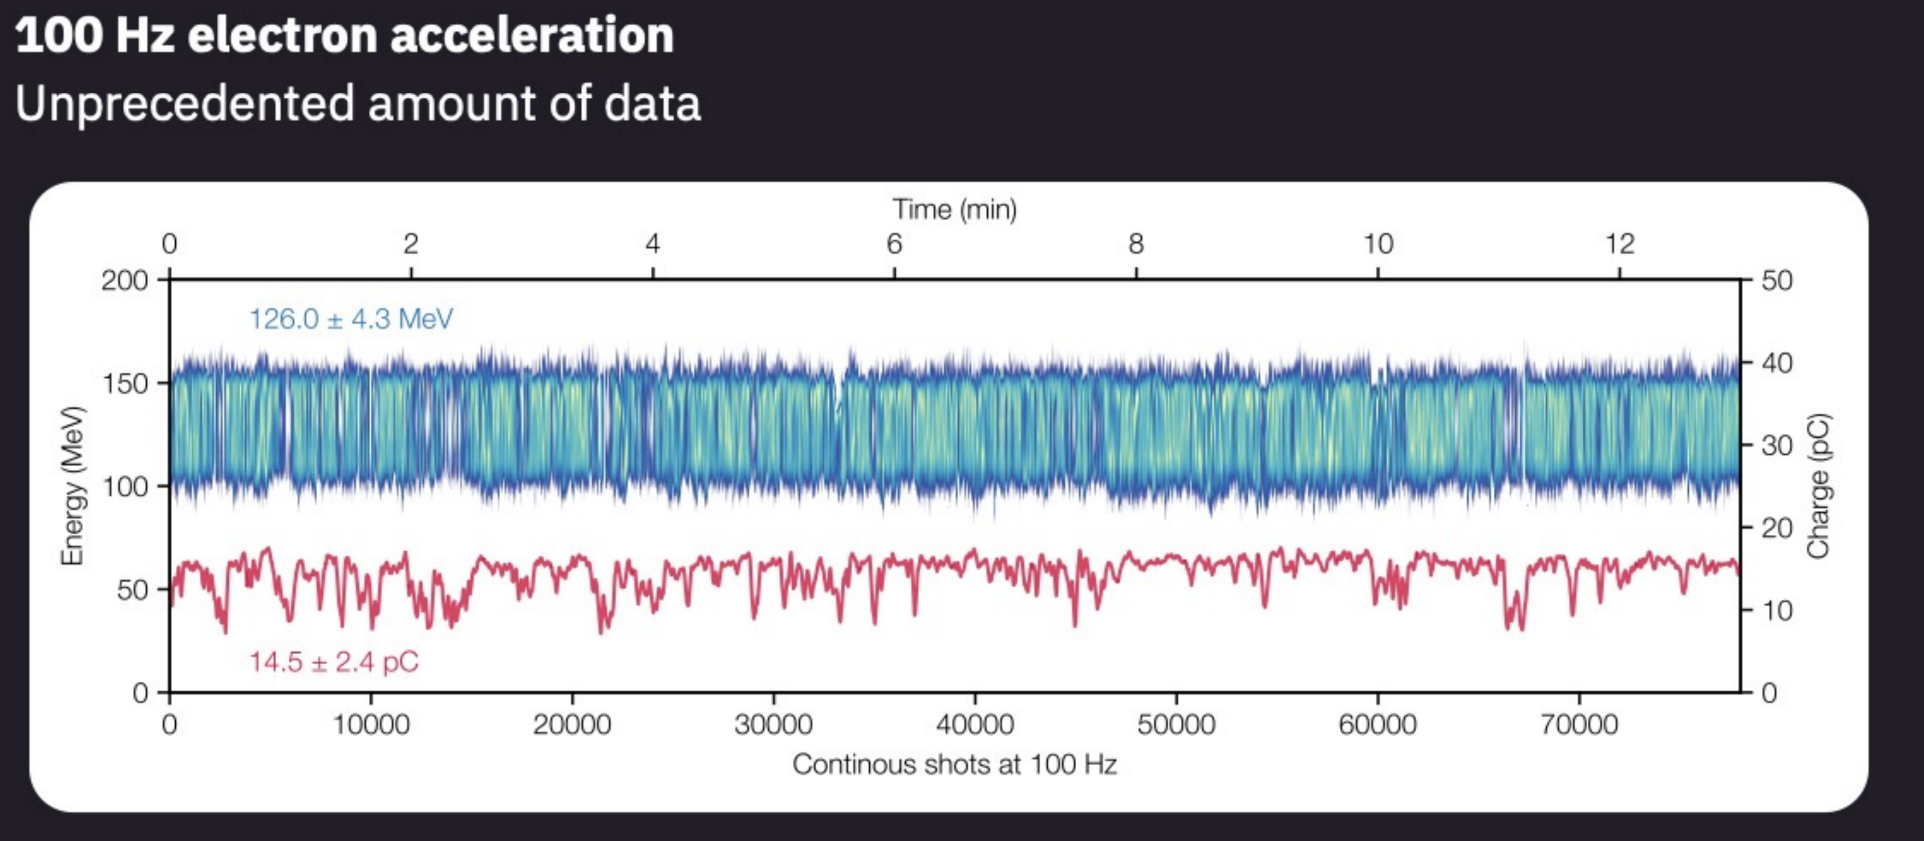 100 Hz electron acceleration
Unprecedented amount of data
Time (min)
0 2 4 6 8 10 12
200
150
100
50
0
Energy (MeV)
126.0 ± 4.3 MeV
14.5 ± 2.4 pC
50
40
30
20
10
0
Charge (pC)
0 10000 20000 30000 40000 50000 60000 70000
Continous shots at 100 Hz